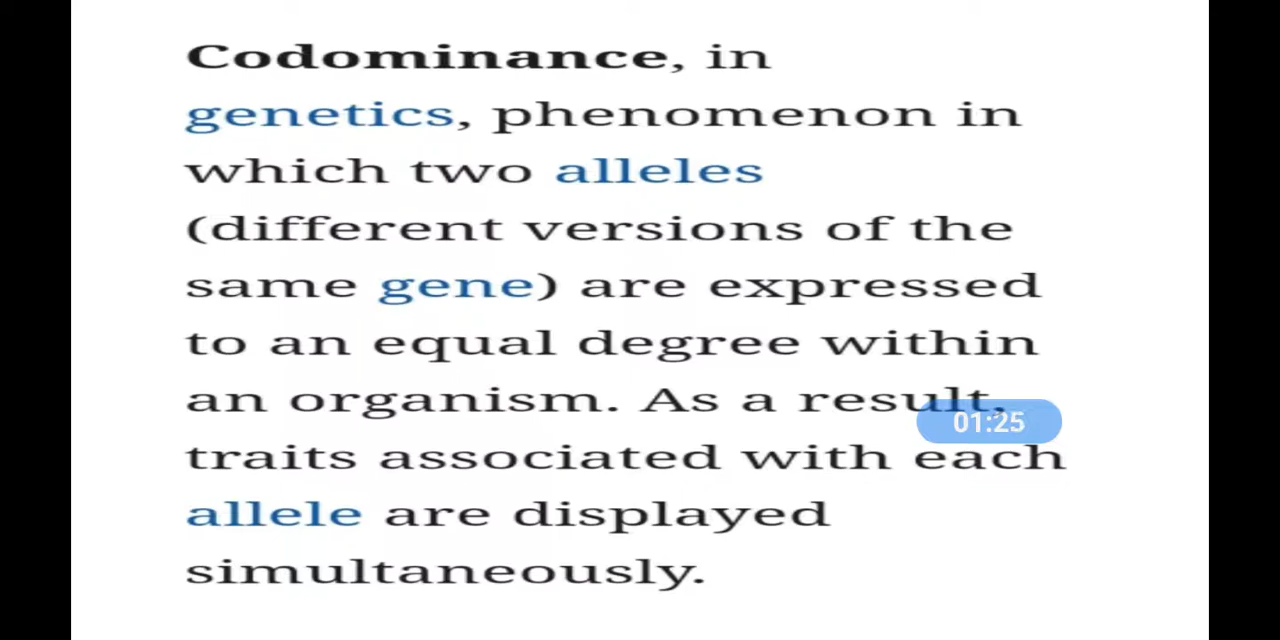 Codominance, in
genetics, phenomenon in
which two alleles
(different versions of the
same gene) are expressed
to an equal degree within
an organism. As a result,
01:25
traits associated with each
allele are displayed
simultaneously.